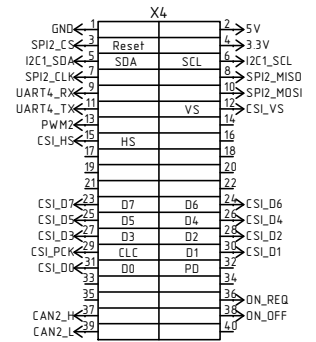 X4
GND 1 2 5V
SPI2_CS 3 Reset 4 3.3V
I2C1_SDA 5 SDA SCL 6 I2C1_SCL
SPI2_CLK 7 8 SPI2_MISO
UART4_RX 9 10 SPI2_MOSI
UART4_TX 11 VS 12 CSI_VS
PWM2 13 14
CSI_HS 15 HS 16
17 18
19 20
21 22
CSI_D7 23 D7 D6 24 CSI_D6
CSI_D5 25 D5 D4 26 CSI_D4
CSI_D3 27 D3 D2 28 CSI_D2
CSI_PCK 29 CLC D1 30 CSI_D1
CSI_D0 31 D0 PD 32
33 34
35 36 ON_REQ
CAN2_H 37 38 ON_OFF
CAN2_L 39 40